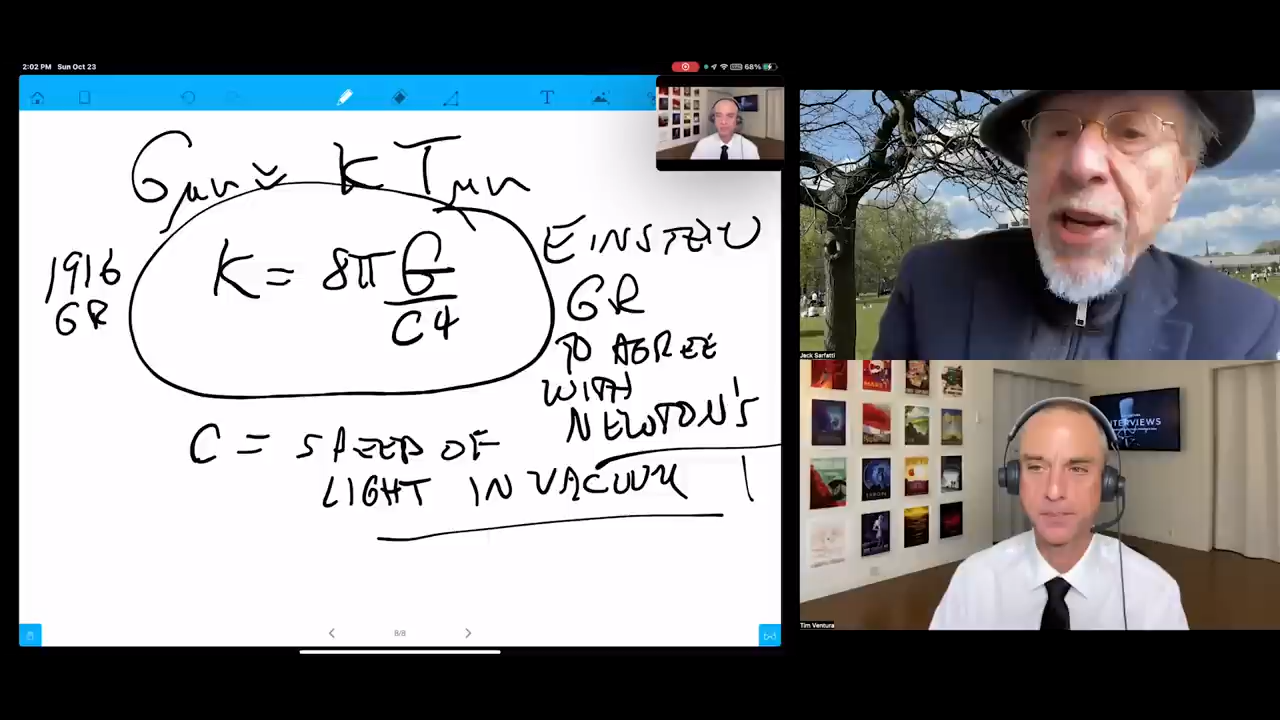 2:02 PM Sun Oct 23
68%
T
Gμν ≈ K Tμν
1916
GR
K = 8π G
C4
EINSTEIN
GR
TO AGREE
WITH
NEWTON'S
C = SPEED OF
LIGHT IN VACUUM
8/8
Jack Sarfatti
INTERVIEWS
Tim Ventura